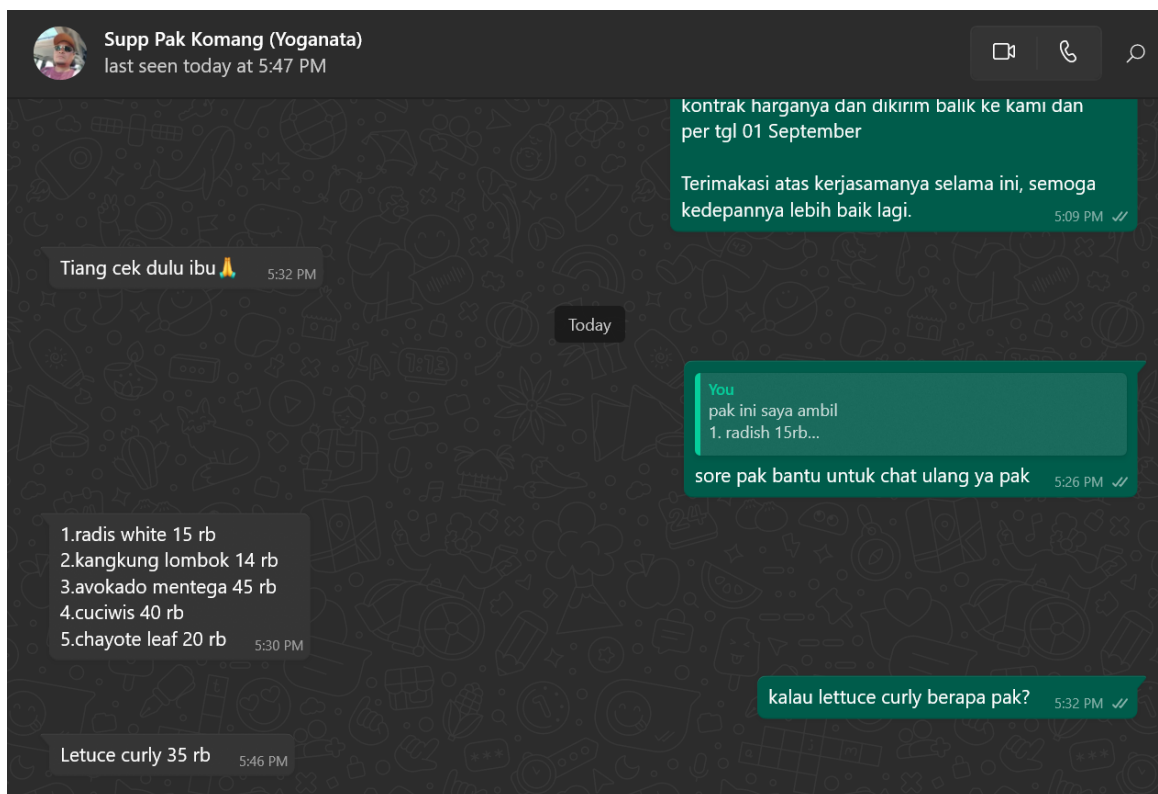 Supp Pak Komang (Yoganata)
last seen today at 5:47 PM
kontrak harganya dan dikirim balik ke kami dan
per tgl 01 September
Terimakasi atas kerjasamanya selama ini, semoga
kedepannya lebih baik lagi.
5:09 PM
Tiang cek dulu ibu🙏
5:32 PM
Today
You
pak ini saya ambil
1. radish 15rb...
sore pak bantu untuk chat ulang ya pak
5:26 PM
1.radis white 15 rb
2.kangkung lombok 14 rb
3.avokado mentega 45 rb
4.cuciwis 40 rb
5.chayote leaf 20 rb
5:30 PM
kalau lettuce curly berapa pak?
5:32 PM
Letuce curly 35 rb
5:46 PM